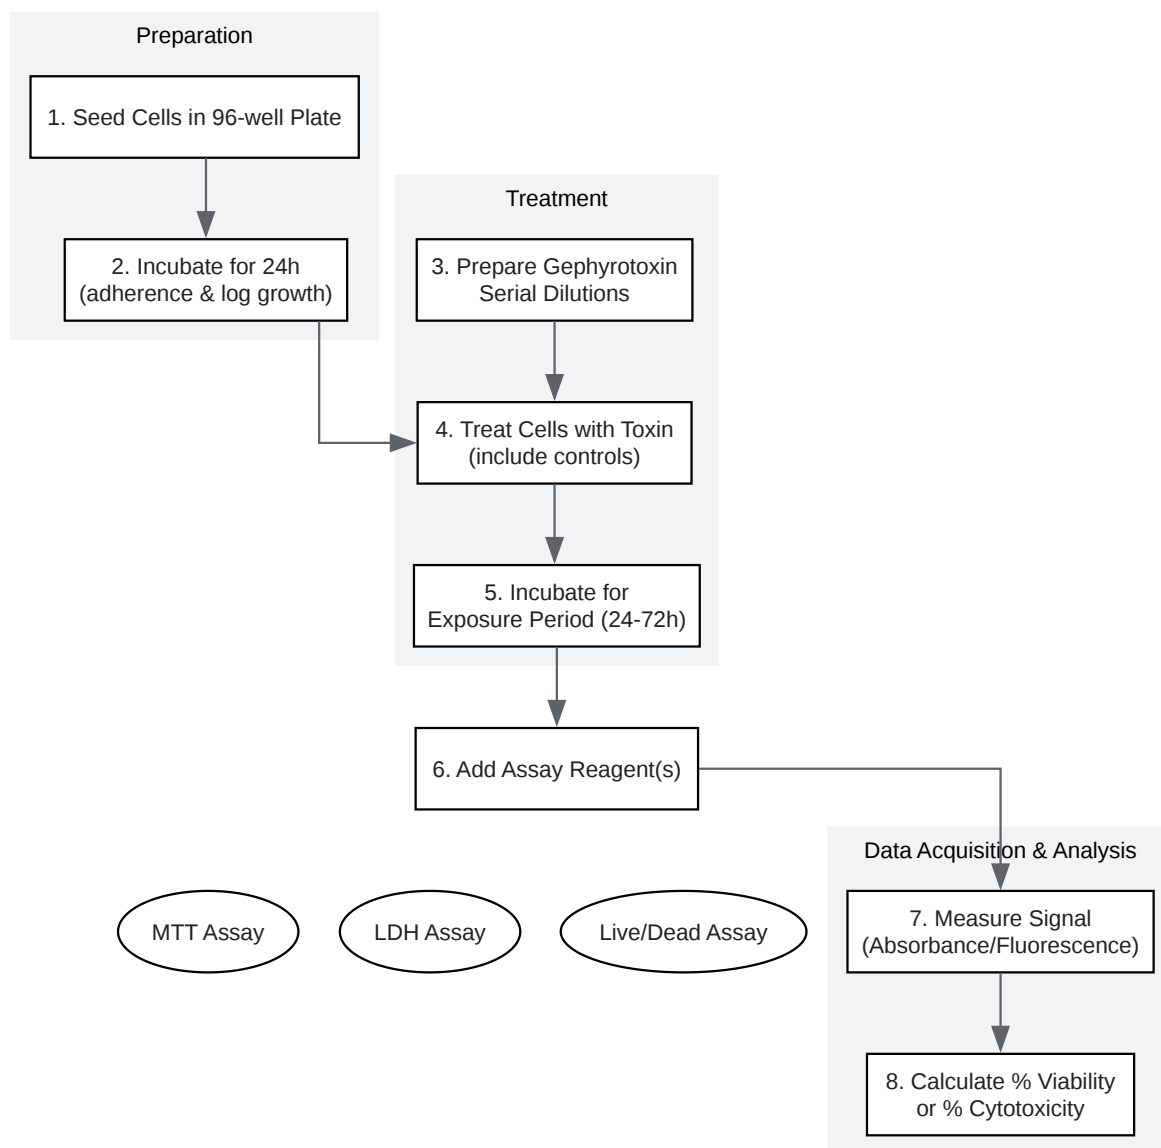 Preparation
1. Seed Cells in 96-well Plate
2. Incubate for 24h
(adherence & log growth)
Treatment
3. Prepare Gephyrotoxin
Serial Dilutions
4. Treat Cells with Toxin
(include controls)
5. Incubate for
Exposure Period (24-72h)
6. Add Assay Reagent(s)
MTT Assay
LDH Assay
Live/Dead Assay
Data Acquisition & Analysis
7. Measure Signal
(Absorbance/Fluorescence)
8. Calculate % Viability
or % Cytotoxicity